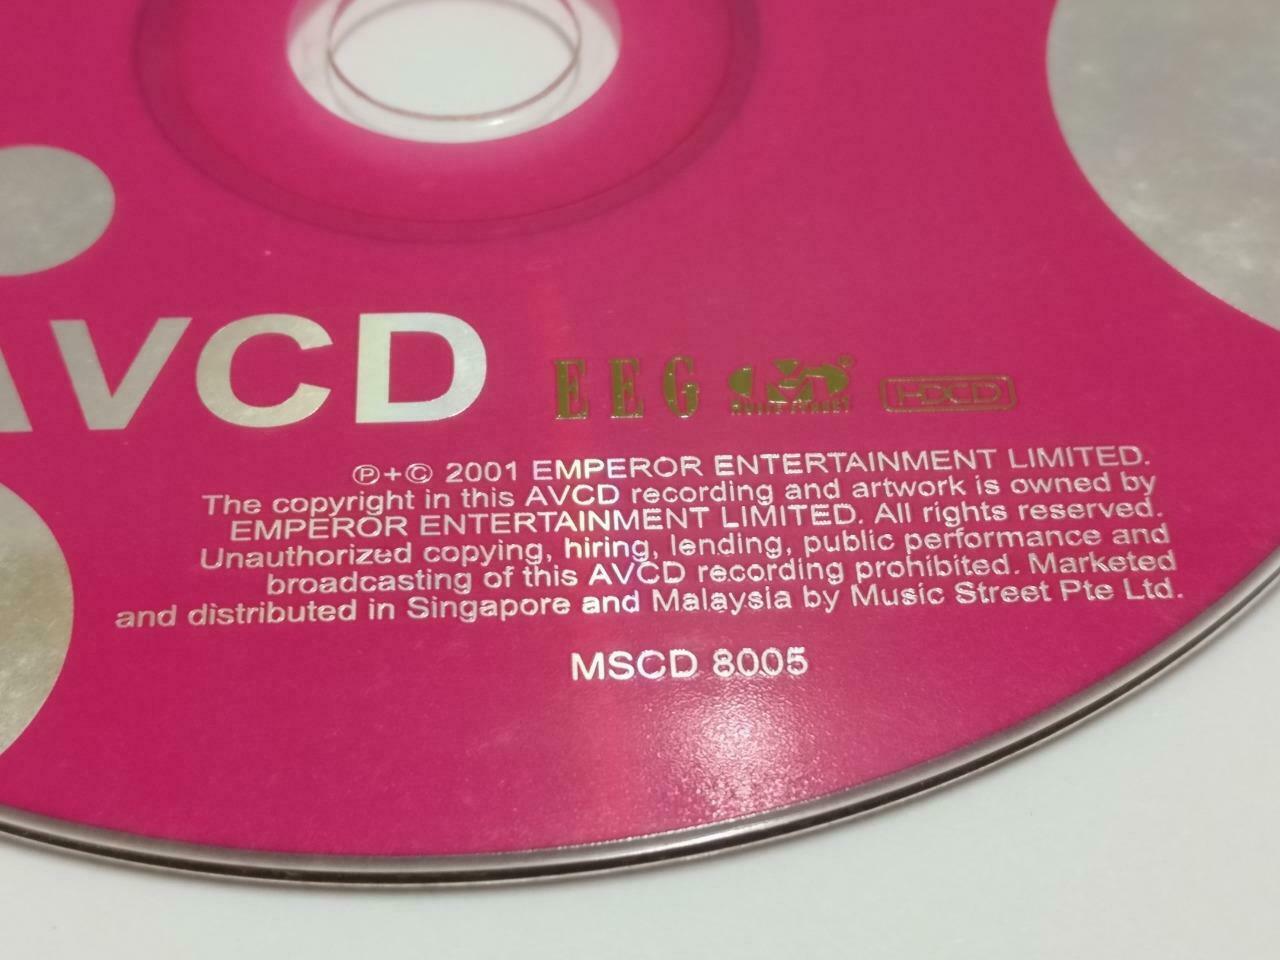 AVCD
EEG
MUSIC STREET
HDCD
℗+© 2001 EMPEROR ENTERTAINMENT LIMITED.
The copyright in this AVCD recording and artwork is owned by
EMPEROR ENTERTAINMENT LIMITED. All rights reserved.
Unauthorized copying, hiring, lending, public performance and
broadcasting of this AVCD recording prohibited. Marketed
and distributed in Singapore and Malaysia by Music Street Pte Ltd.
MSCD 8005